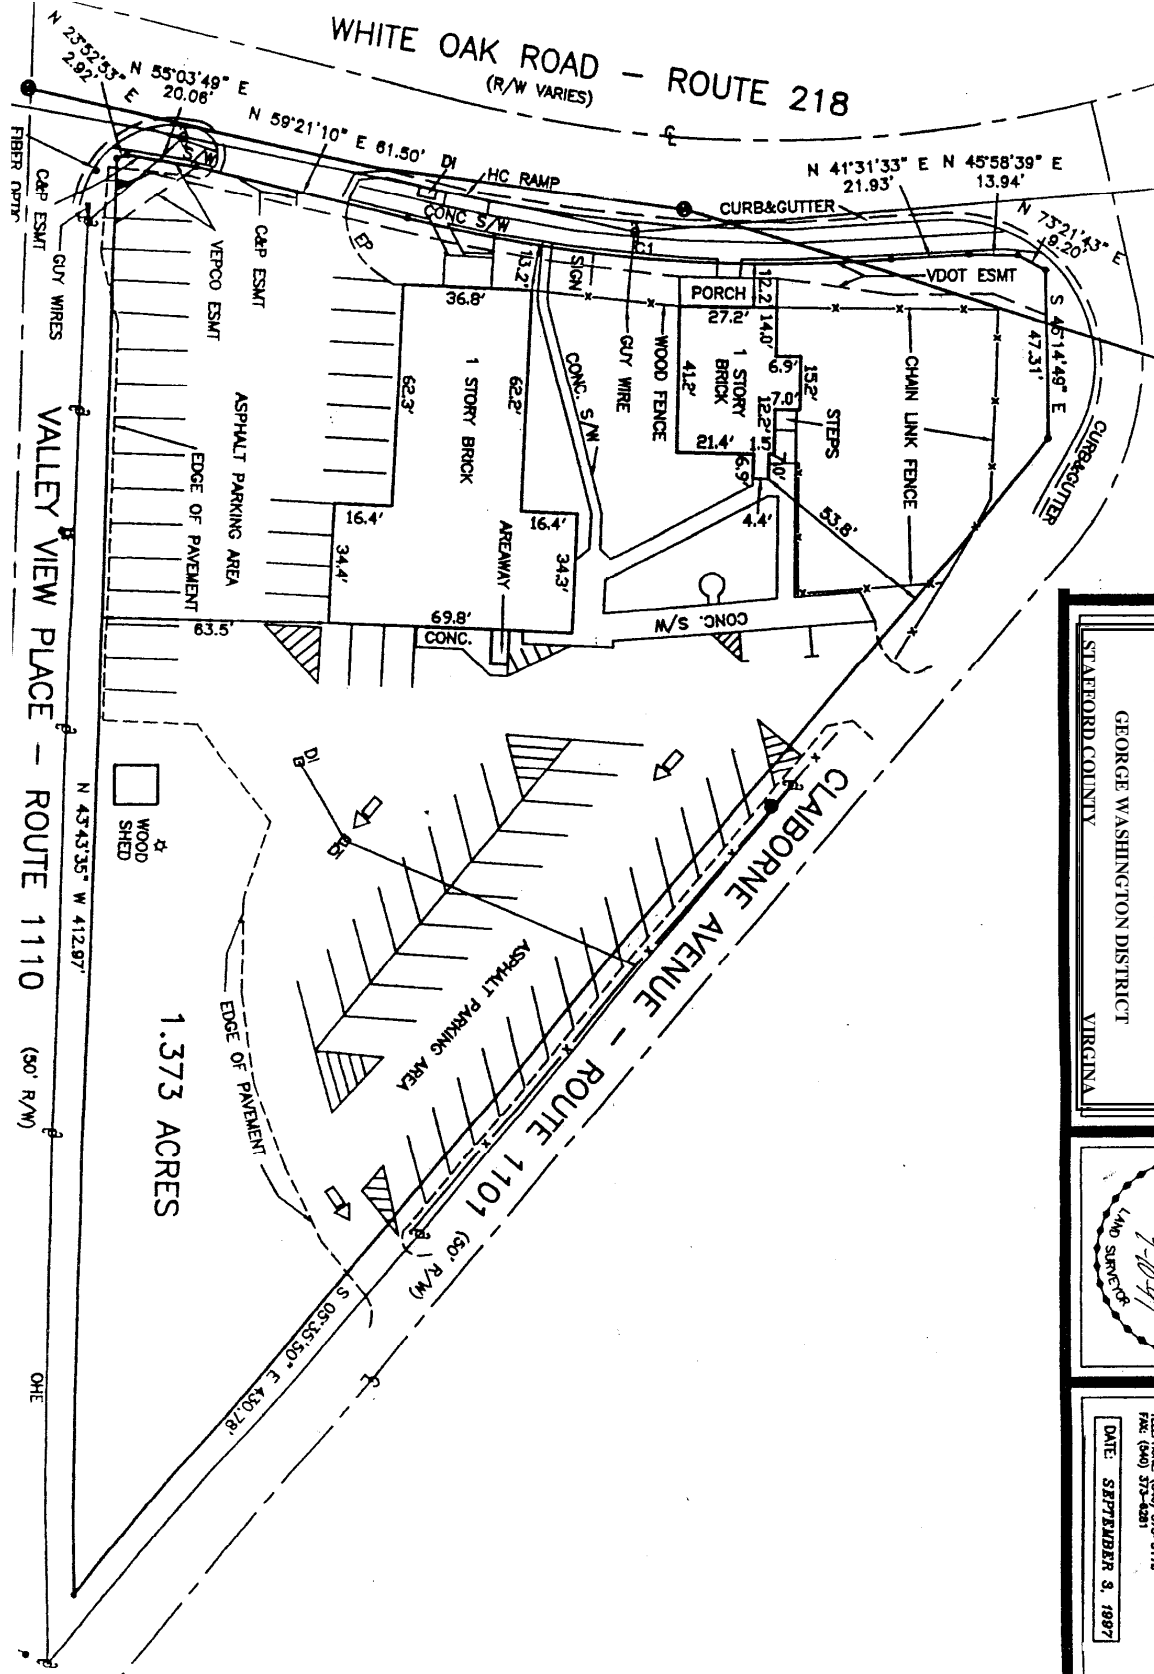 WHITE OAK ROAD - ROUTE 218
(R/W VARIES)
N 23°52'53" E
2.92'
N 55°03'49" E
20.06'
N 59°21'10" E 61.50'
DI
HC RAMP
CONC S/W
S/W
CURB&GUTTER
N 41°31'33" E
21.93'
N 45°58'39" E
13.94'
N 73°21'43" E
9.20'
VDOT ESMT
C1
FIBER OPTIC
C&P ESMT
GUY WIRES
VEPCO ESMT
C&P ESMT
EP
13.2'
SIGN
36.8'
PORCH
12.2'
27.2'
14.0'
S 46°14'49" E
47.31'
6.9'
15.2'
7.0'
62.3'
1 STORY BRICK
62.2'
CONC. S/W
GUY WIRE
WOOD FENCE
41.2'
1 STORY
BRICK
12.2'
STEPS
CHAIN LINK FENCE
21.4'
1.5'
6.9'
7.0'
4.4'
53.8'
CURB&GUTTER
ASPHALT PARKING AREA
EDGE OF PAVEMENT
16.4'
16.4'
34.4'
AREAWAY
34.3'
69.8'
63.5'
CONC.
CONC. S/W
VALLEY VIEW PLACE - ROUTE 1110 (50' R/W)
N 43°43'35" W 412.97'
WOOD
SHED
DI
DI
ASPHALT PARKING AREA
EDGE OF PAVEMENT
1.373 ACRES
CLAIBORNE AVENUE - ROUTE 1101 (50' R/W)
S 05°35'50" E 430.78'
OHE
GEORGE WASHINGTON DISTRICT
STAFFORD COUNTY VIRGINIA
LAND SURVEYOR
FAX: (540) 373-6281
DATE: SEPTEMBER 3, 1997